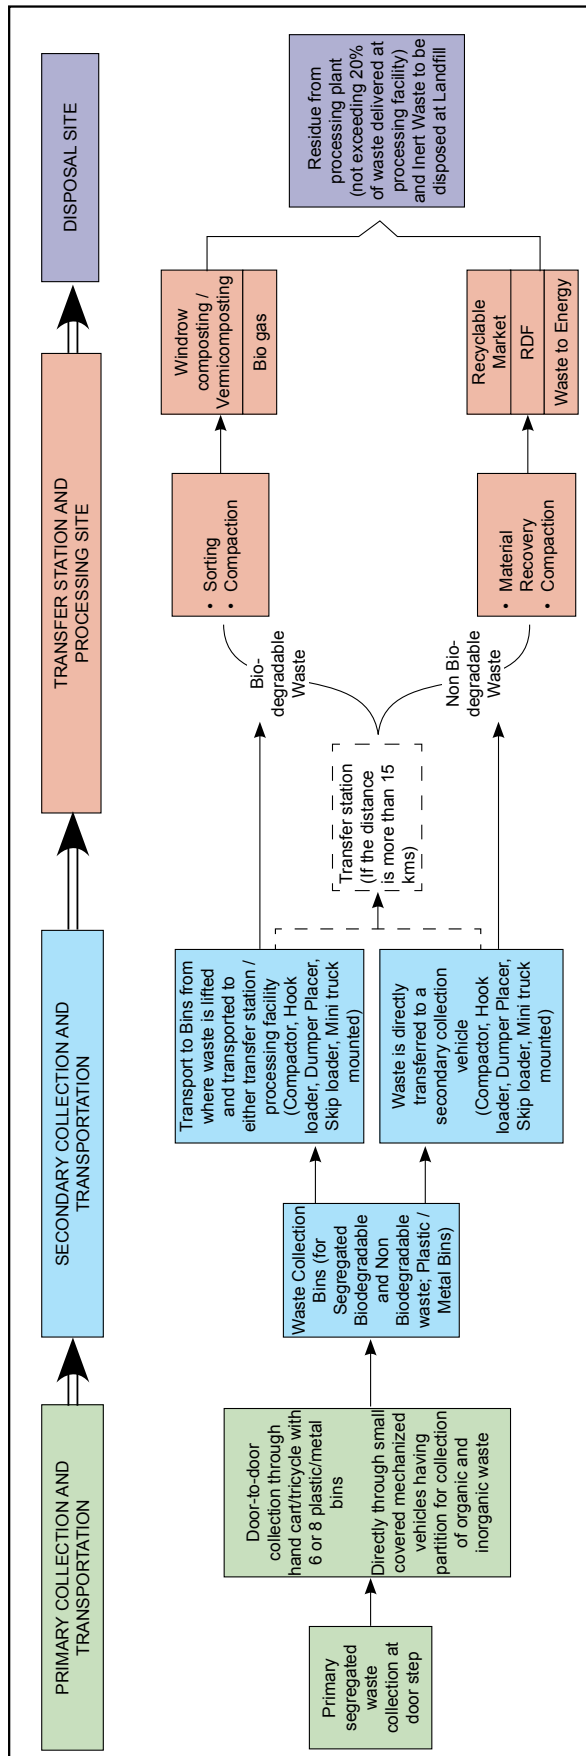 PRIMARY COLLECTION AND
TRANSPORTATION
SECONDARY COLLECTION AND
TRANSPORTATION
TRANSFER STATION AND
PROCESSING SITE
DISPOSAL SITE
Primary
segregated
waste
collection at
door step
Door-to-door
collection through
hand cart/tricycle with
6 or 8 plastic/metal
bins
Directly through small
covered mechanized
vehicles having
partition for collection
of organic and
inorganic waste
Waste Collection
Bins (for
Segregated
Biodegradable
and Non
Biodegradable
waste; Plastic /
Metal Bins)
Transport to Bins from
where waste is lifted
and transported to
either transfer station /
processing facility
(Compactor, Hook
loader, Dumper Placer,
Skip loader, Mini truck
mounted)
Waste is directly
transferred to a
secondary collection
vehicle
(Compactor, Hook
loader, Dumper Placer,
Skip loader, Mini truck
mounted)
Transfer station
(If the distance
is more than 15
kms)
Bio-
degradable
Waste
Non Bio-
degradable
Waste
• Sorting
• Compaction
• Material
Recovery
• Compaction
Windrow
composting /
Vermicomposting
Bio gas
Recyclable
Market
RDF
Waste to Energy
Residue from
processing plant
(not exceeding 20%
of waste delivered at
processing facility)
and Inert Waste to be
disposed at Landfill